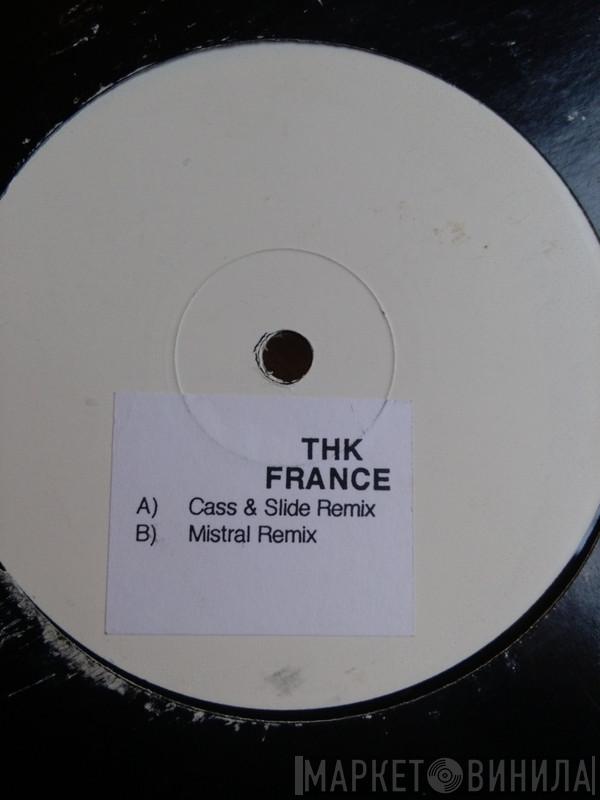 THK
FRANCE
A) Cass & Slide Remix
B) Mistral Remix
МАРКЕТ ВИНИЛА